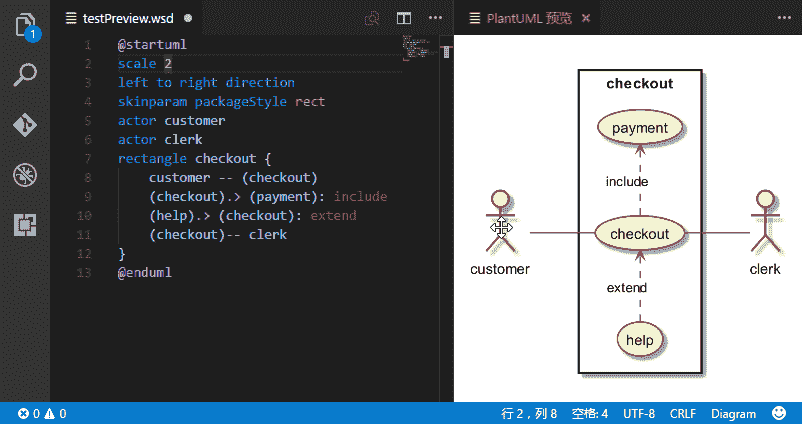 testPreview.wsd
PlantUML 预览
1
1 @startuml
2 scale 2
3 left to right direction
4 skinparam packageStyle rect
5 actor customer
6 actor clerk
7 rectangle checkout {
8 customer -- (checkout)
9 (checkout).> (payment): include
10 (help).> (checkout): extend
11 (checkout)-- clerk
12 }
13 @enduml
checkout
payment
include
checkout
customer
clerk
extend
help
0 0
行 2，列 8
空格: 4
UTF-8
CRLF
Diagram